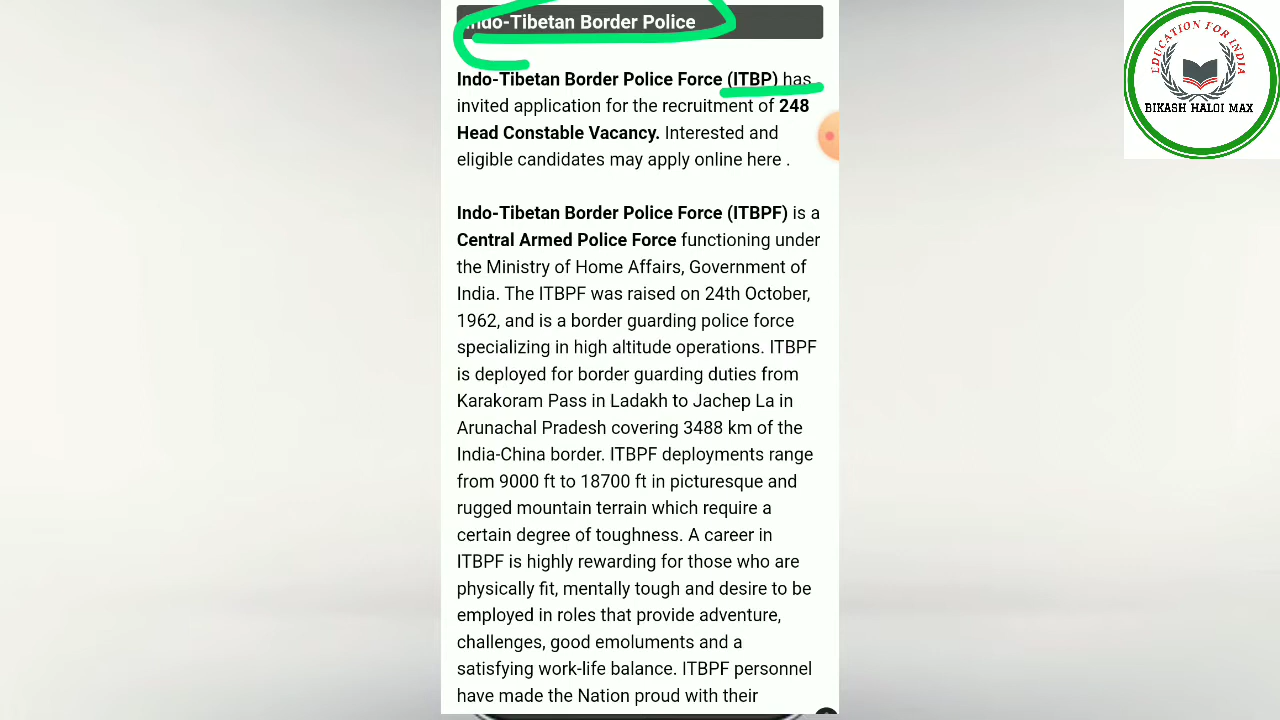 Indo-Tibetan Border Police
Indo-Tibetan Border Police Force (ITBP) has
invited application for the recruitment of 248
Head Constable Vacancy. Interested and
eligible candidates may apply online here .
Indo-Tibetan Border Police Force (ITBPF) is a
Central Armed Police Force functioning under
the Ministry of Home Affairs, Government of
India. The ITBPF was raised on 24th October,
1962, and is a border guarding police force
specializing in high altitude operations. ITBPF
is deployed for border guarding duties from
Karakoram Pass in Ladakh to Jachep La in
Arunachal Pradesh covering 3488 km of the
India-China border. ITBPF deployments range
from 9000 ft to 18700 ft in picturesque and
rugged mountain terrain which require a
certain degree of toughness. A career in
ITBPF is highly rewarding for those who are
physically fit, mentally tough and desire to be
employed in roles that provide adventure,
challenges, good emoluments and a
satisfying work-life balance. ITBPF personnel
have made the Nation proud with their
EDUCATION FOR INDIA
BIKASH HALOI MAX